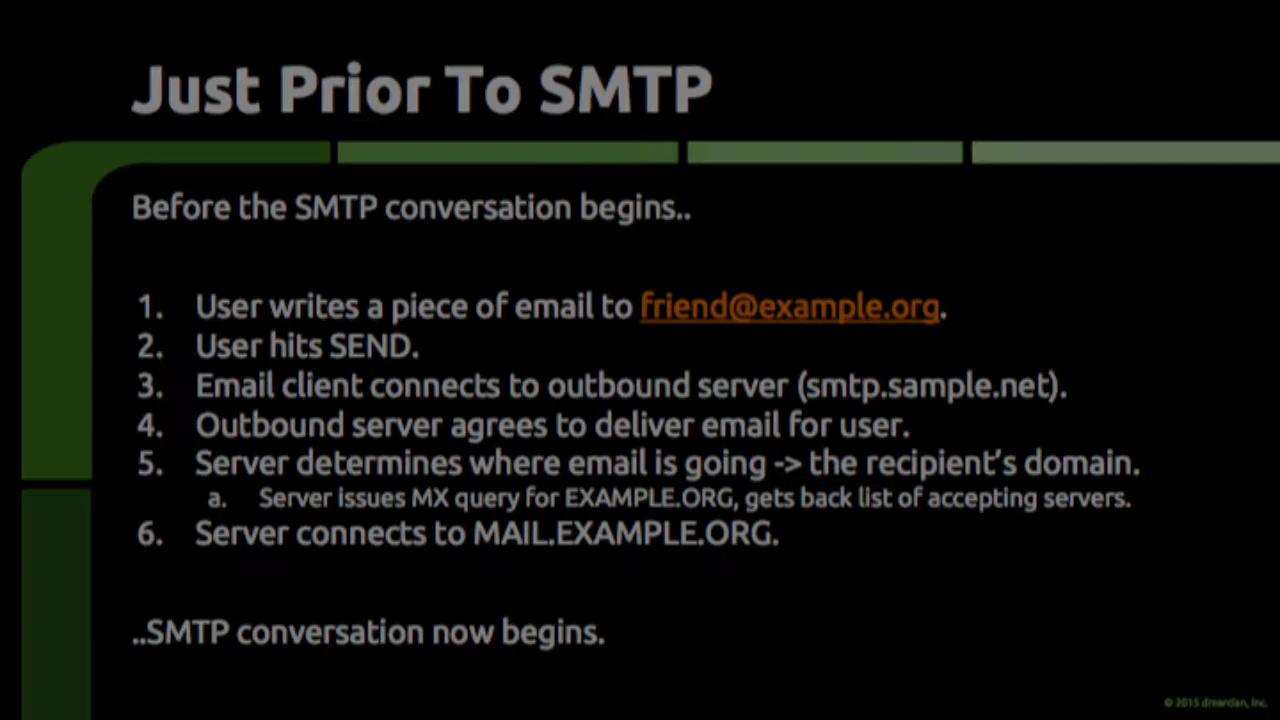 Just Prior To SMTP
Before the SMTP conversation begins..
1. User writes a piece of email to friend@example.org.
2. User hits SEND.
3. Email client connects to outbound server (smtp.sample.net).
4. Outbound server agrees to deliver email for user.
5. Server determines where email is going -> the recipient's domain.
a. Server issues MX query for EXAMPLE.ORG, gets back list of accepting servers.
6. Server connects to MAIL.EXAMPLE.ORG.
..SMTP conversation now begins.
© 2015 dmarcian, Inc.